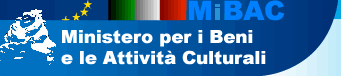 MiBAC
Ministero per i Beni
e le Attività Culturali